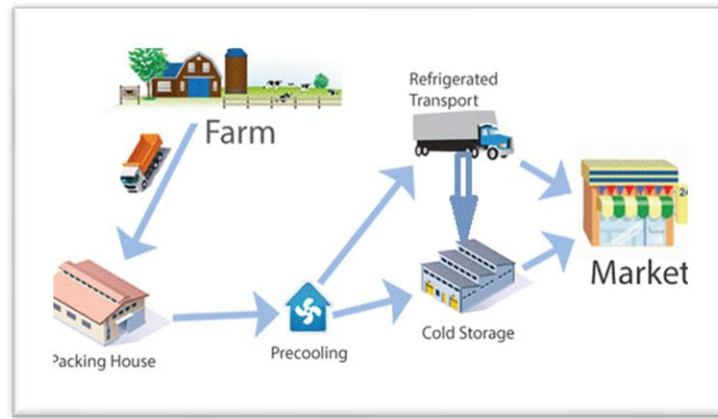 Refrigerated
Transport
Farm
Market
Packing House
Precooling
Cold Storage